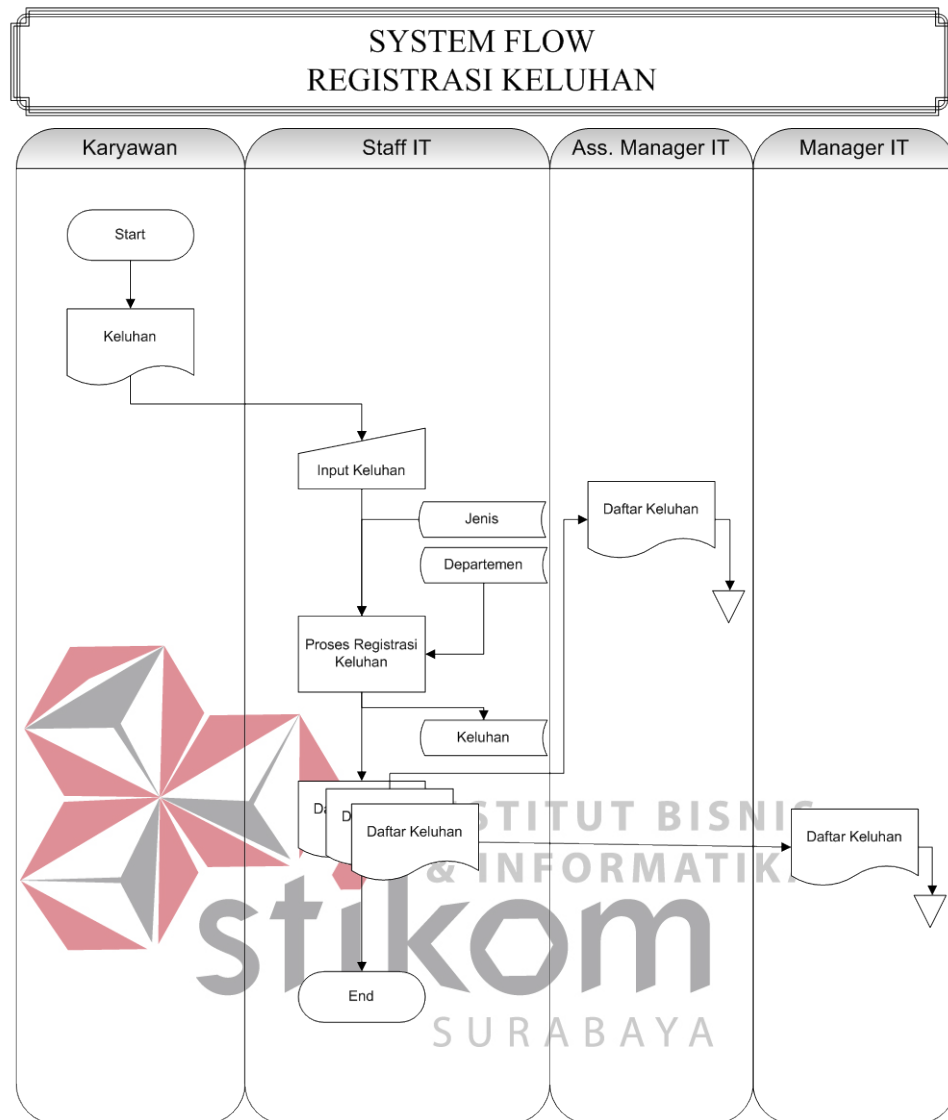 SYSTEM FLOW
REGISTRASI KELUHAN
Karyawan
Staff IT
Ass. Manager IT
Manager IT
Start
Keluhan
Input Keluhan
Jenis
Departemen
Daftar Keluhan
Proses Registrasi
Keluhan
Keluhan
Daftar Keluhan
Daftar Keluhan
BISNIS
& INFORMATIKA
stikom
SURABAYA
End